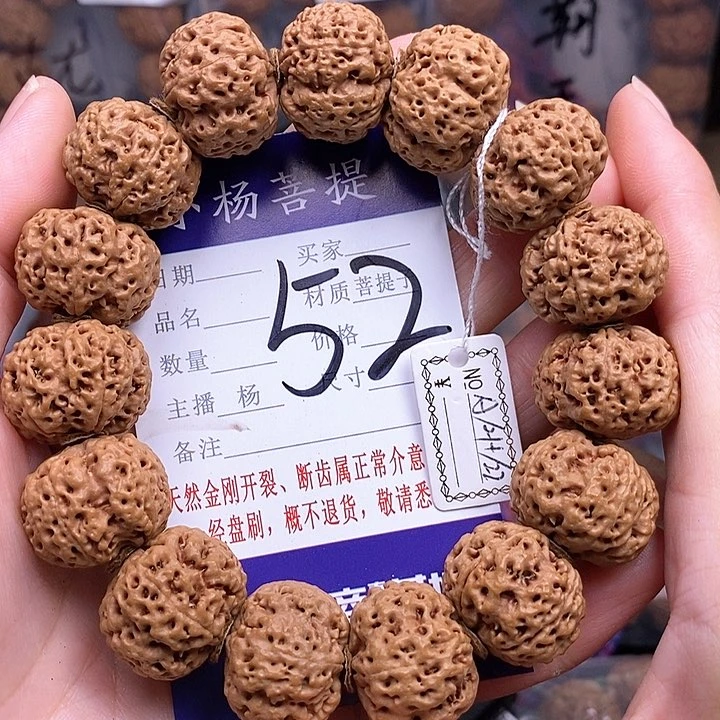 杨菩提
日期 买家
材质菩提子
品名
52
数量 价格
主播 杨 尺寸
备注
天然金刚开裂、断齿属正常介意
经盘刷，概不退货，敬请悉
NO.